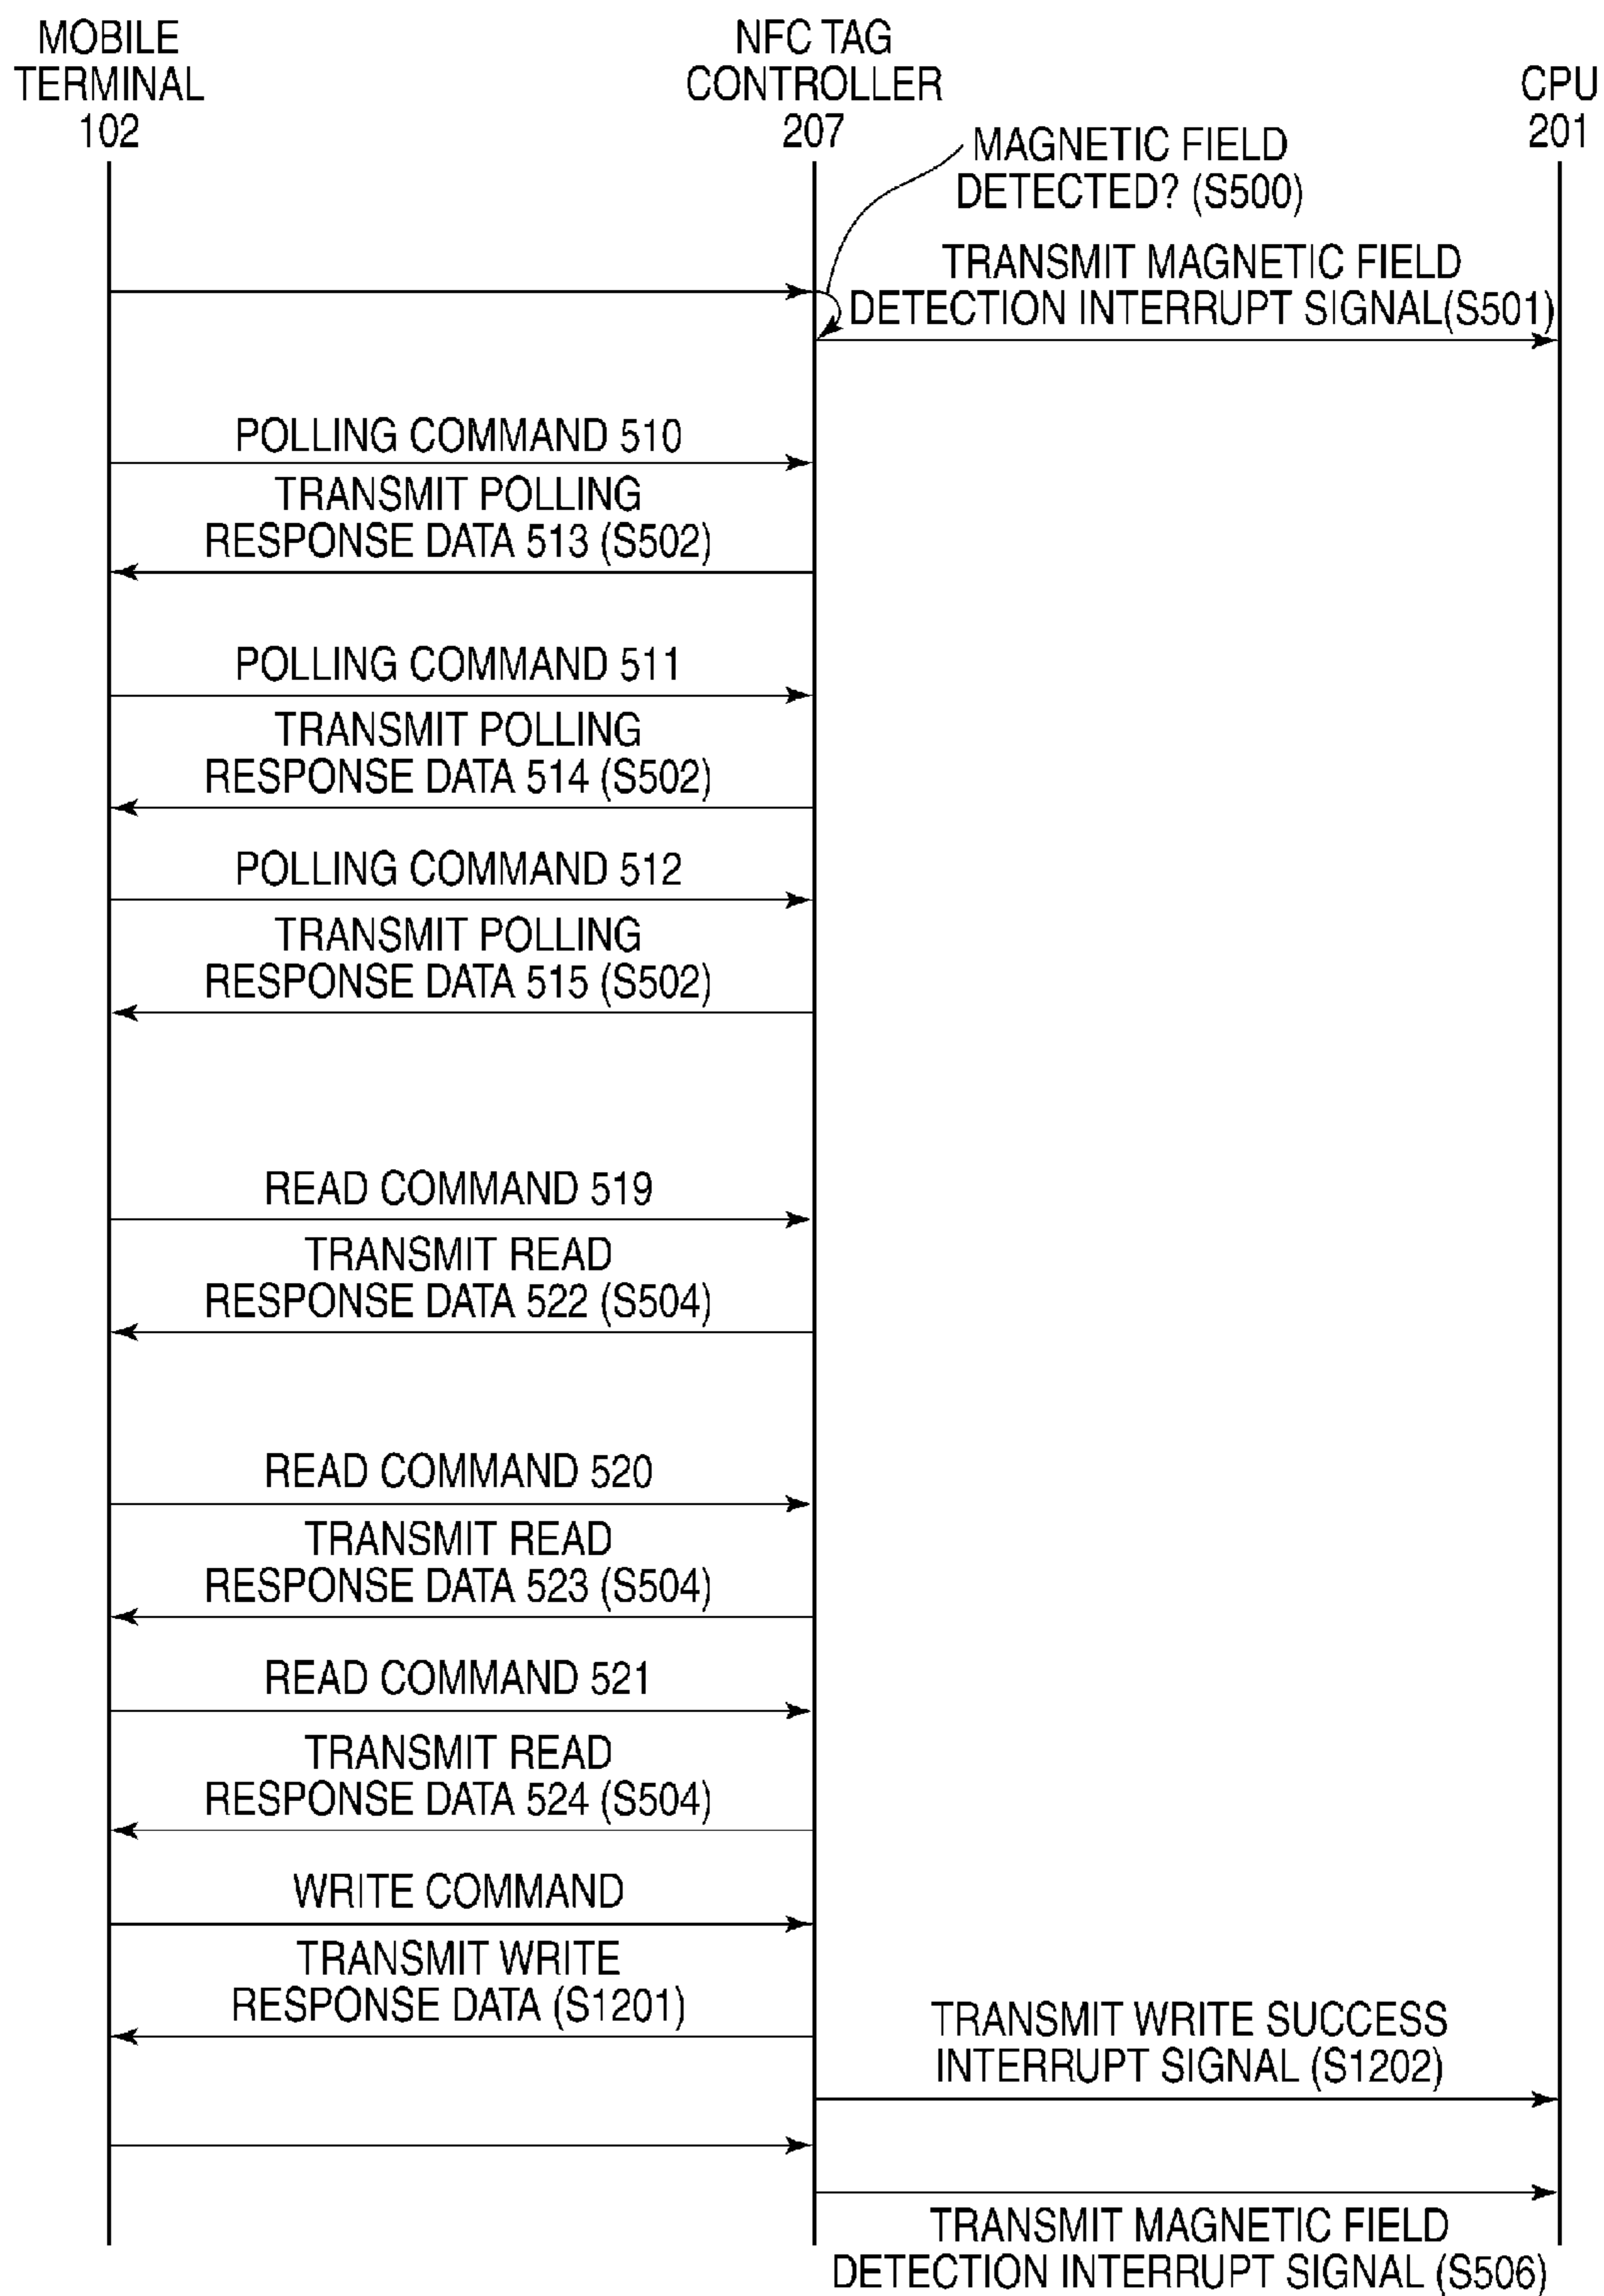 MOBILE
TERMINAL
102
NFC TAG
CONTROLLER
207
CPU
201
MAGNETIC FIELD
DETECTED? (S500)
TRANSMIT MAGNETIC FIELD
DETECTION INTERRUPT SIGNAL(S501)
POLLING COMMAND 510
TRANSMIT POLLING
RESPONSE DATA 513 (S502)
POLLING COMMAND 511
TRANSMIT POLLING
RESPONSE DATA 514 (S502)
POLLING COMMAND 512
TRANSMIT POLLING
RESPONSE DATA 515 (S502)
READ COMMAND 519
TRANSMIT READ
RESPONSE DATA 522 (S504)
READ COMMAND 520
TRANSMIT READ
RESPONSE DATA 523 (S504)
READ COMMAND 521
TRANSMIT READ
RESPONSE DATA 524 (S504)
WRITE COMMAND
TRANSMIT WRITE
RESPONSE DATA (S1201)
TRANSMIT WRITE SUCCESS
INTERRUPT SIGNAL (S1202)
TRANSMIT MAGNETIC FIELD
DETECTION INTERRUPT SIGNAL (S506)